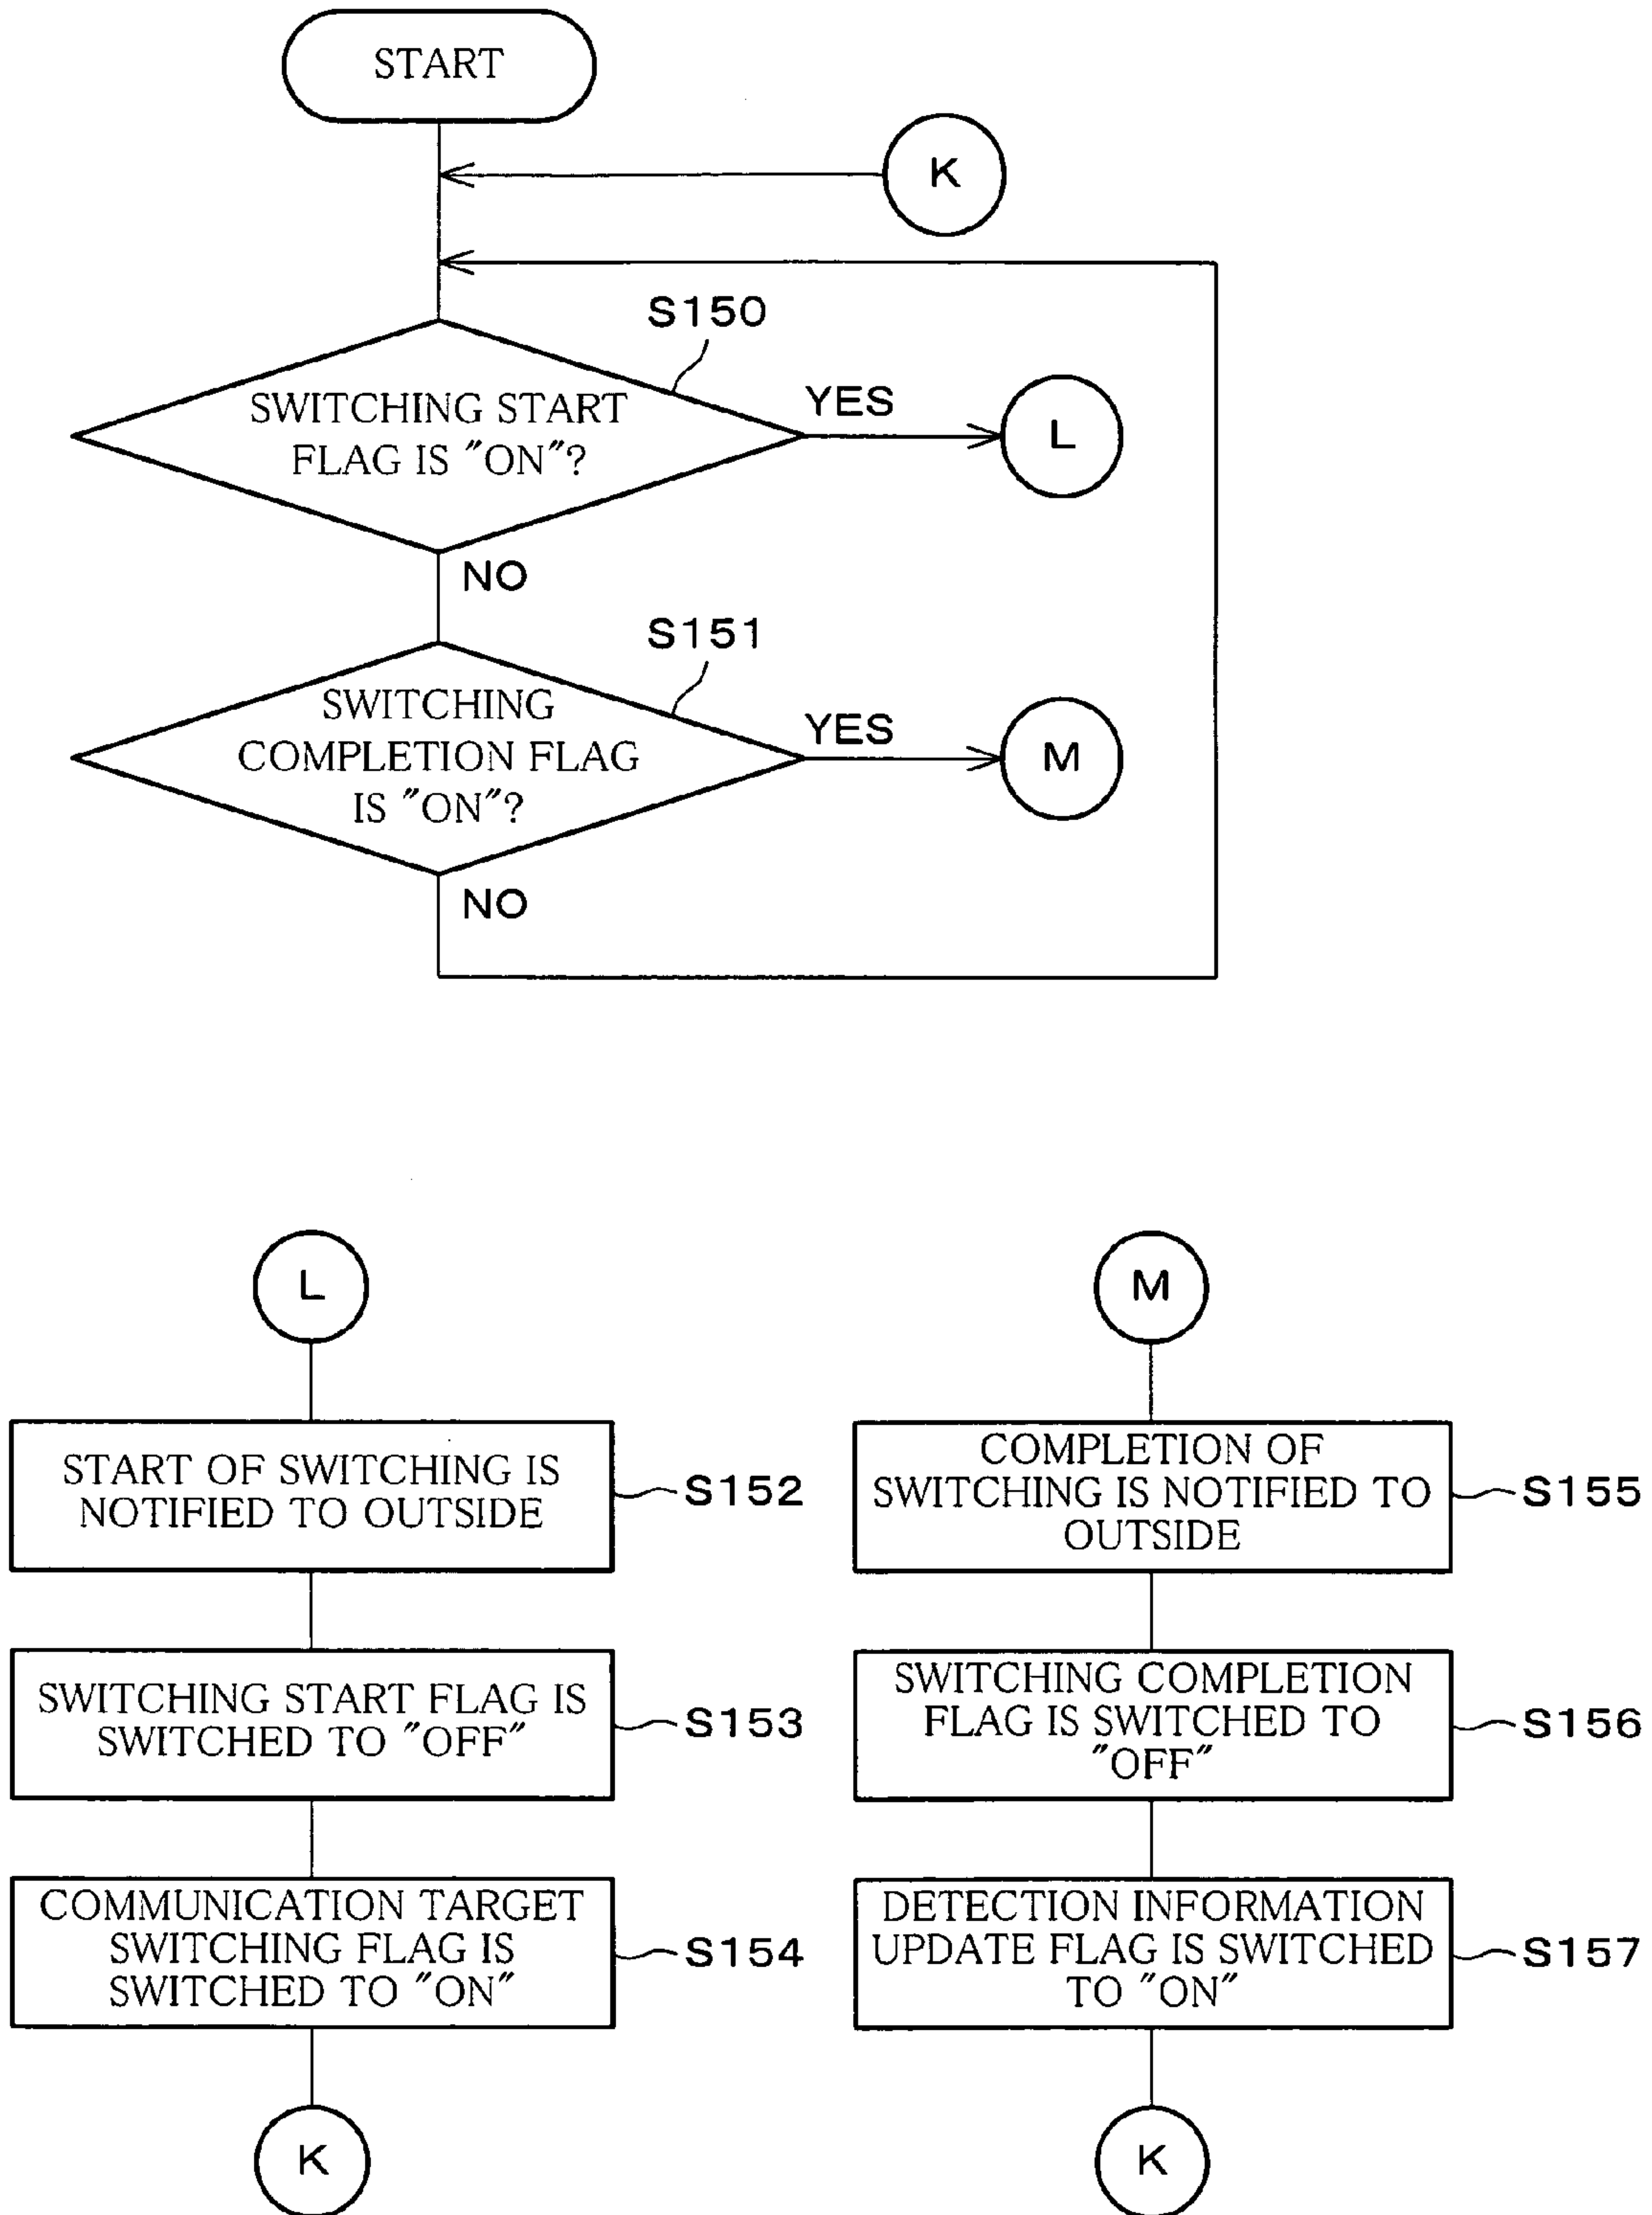 START
K
S150
SWITCHING START
FLAG IS "ON"?
YES
L
NO
S151
SWITCHING
COMPLETION FLAG
IS "ON"?
YES
M
NO
L
START OF SWITCHING IS
NOTIFIED TO OUTSIDE
S152
SWITCHING START FLAG IS
SWITCHED TO "OFF"
S153
COMMUNICATION TARGET
SWITCHING FLAG IS
SWITCHED TO "ON"
S154
K
M
COMPLETION OF
SWITCHING IS NOTIFIED TO
OUTSIDE
S155
SWITCHING COMPLETION
FLAG IS SWITCHED TO
"OFF"
S156
DETECTION INFORMATION
UPDATE FLAG IS SWITCHED
TO "ON"
S157
K